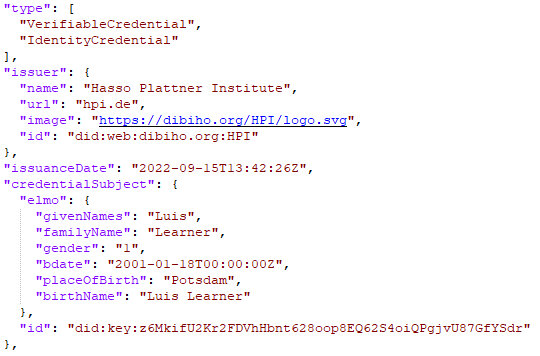 "type": [
"VerifiableCredential",
"IdentityCredential"
],
"issuer": {
"name": "Hasso Plattner Institute",
"url": "hpi.de",
"image": "https://dibiho.org/HPI/logo.svg",
"id": "did:web:dibiho.org:HPI"
},
"issuanceDate": "2022-09-15T13:42:26Z",
"credentialSubject": {
"elmo": {
"givenNames": "Luis",
"familyName": "Learner",
"gender": "1",
"bdate": "2001-01-18T00:00:00Z",
"placeOfBirth": "Potsdam",
"birthName": "Luis Learner"
},
"id": "did:key:z6MkifU2Kr2FDVhHbnt628oop8EQ62S4oiQPgjvU87GfYSdr"
},